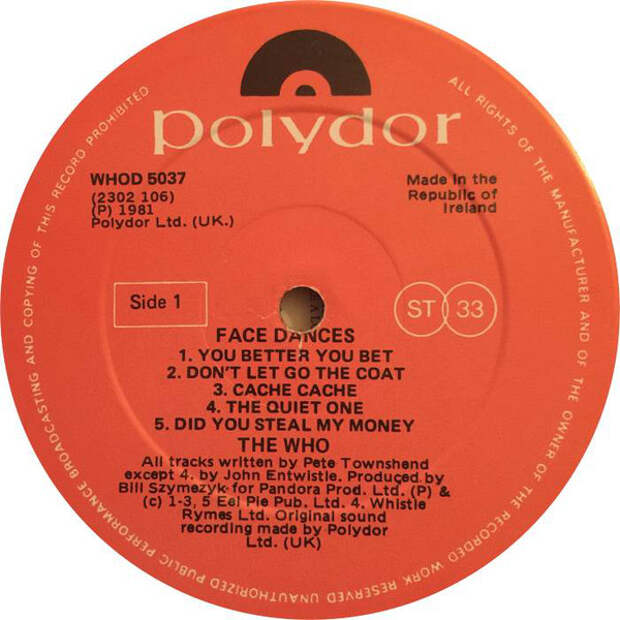 polydor
WHOD 5037
(2302 106)
(P) 1981
Polydor Ltd. (UK.)
Made in the
Republic of
Ireland
Side 1
ST 33
FACE DANCES
1. YOU BETTER YOU BET
2. DON'T LET GO THE COAT
3. CACHE CACHE
4. THE QUIET ONE
5. DID YOU STEAL MY MONEY
THE WHO
All tracks written by Pete Townshend
except 4. by John Entwistle. Produced by
Bill Szymezyk for Pandora Prod. Ltd. (P) &
(c) 1-3, 5 Eel Pie Pub. Ltd. 4. Whistle
Rymes Ltd. Original sound
recording made by Polydor
Ltd. (UK)
ALL RIGHTS OF THE MANUFACTURER AND OF THE OWNER OF THE RECORDED WORK RESERVED UNAUTHORIZED PUBLIC PERFORMANCE BROADCASTING AND COPYING OF THIS RECORD PROHIBITED